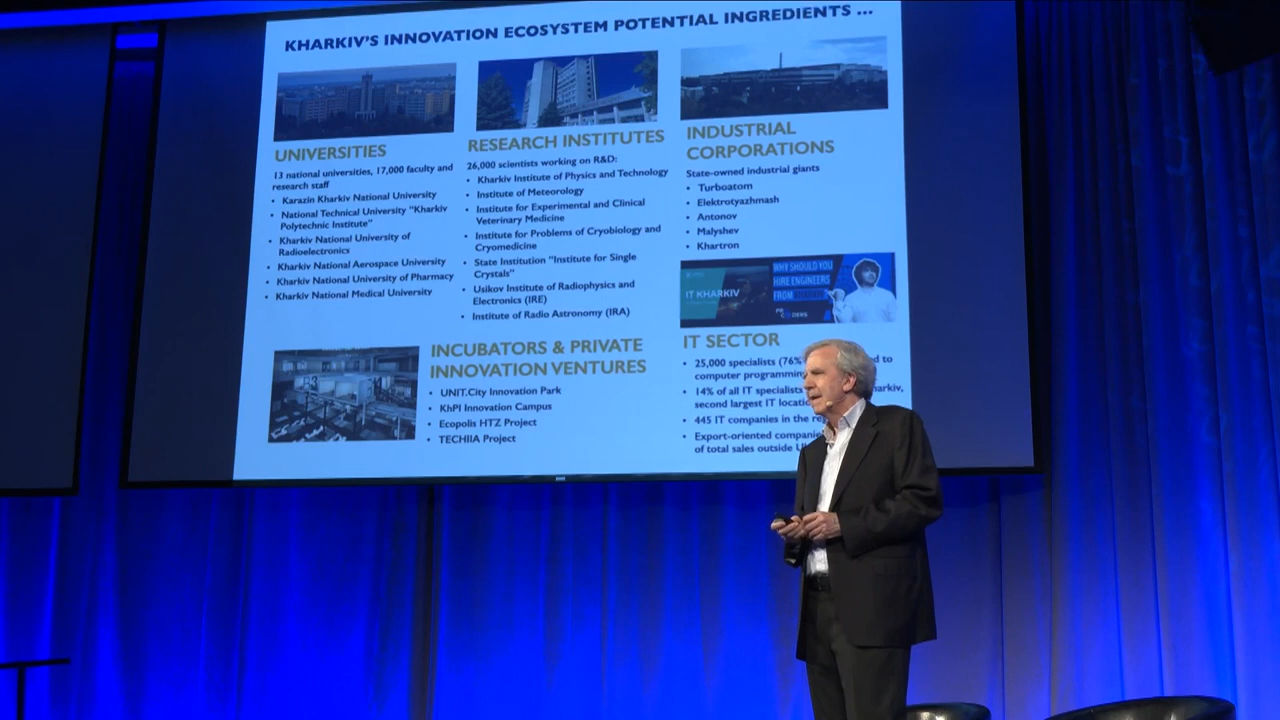 KHARKIV'S INNOVATION ECOSYSTEM POTENTIAL INGREDIENTS ...
UNIVERSITIES
13 national universities, 17,000 faculty and
research staff
• Karazin Kharkiv National University
• National Technical University "Kharkiv
Polytechnic Institute"
• Kharkiv National University of
Radioelectronics
• Kharkiv National Aerospace University
• Kharkiv National University of Pharmacy
• Kharkiv National Medical University
RESEARCH INSTITUTES
26,000 scientists working on R&D:
• Kharkiv Institute of Physics and Technology
• Institute of Meteorology
• Institute for Experimental and Clinical
Veterinary Medicine
• Institute for Problems of Cryobiology and
Cryomedicine
• State Institution "Institute for Single
Crystals"
• Usikov Institute of Radiophysics and
Electronics (IRE)
• Institute of Radio Astronomy (IRA)
INDUSTRIAL
CORPORATIONS
State-owned industrial giants
• Turboatom
• Elektrotyazhmash
• Antonov
• Malyshev
• Khartron
IT KHARKIV
WHY SHOULD YOU
HIRE ENGINEERS
FROM
INCUBATORS & PRIVATE
INNOVATION VENTURES
• UNIT.City Innovation Park
• KhPI Innovation Campus
• Ecopolis HTZ Project
• TECHIIA Project
IT SECTOR
• 25,000 specialists (76% to
computer
• 14% of all IT specialists
second largest IT
• 445 IT companies in the
• Export-oriented
of total sales outside